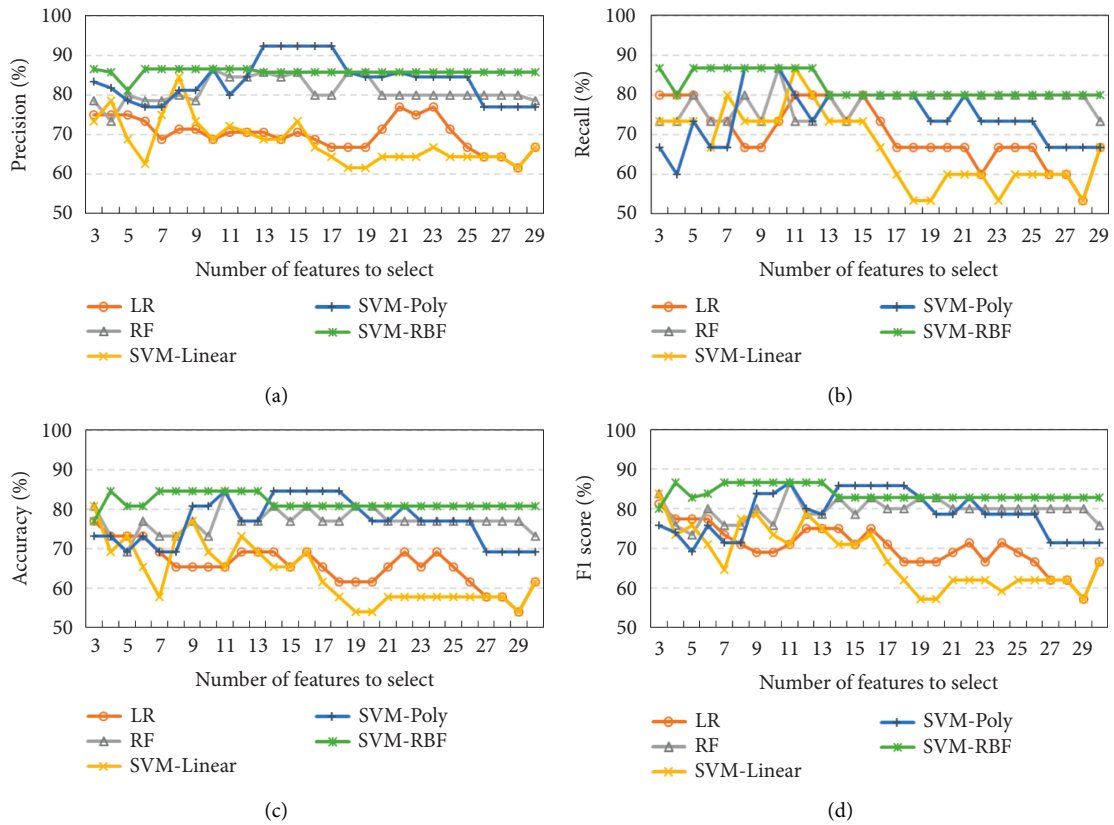 100
90
80
70
60
50
Precision (%)
3 5 7 9 11 13 15 17 19 21 23 25 27 29
Number of features to select
LR
RF
SVM-Linear
SVM-Poly
SVM-RBF
(a)
100
90
80
70
60
50
Recall (%)
3 5 7 9 11 13 15 17 19 21 23 25 27 29
Number of features to select
LR
RF
SVM-Linear
SVM-Poly
SVM-RBF
(b)
100
90
80
70
60
50
Accuracy (%)
3 5 7 9 11 13 15 17 19 21 23 25 27 29
Number of features to select
LR
RF
SVM-Linear
SVM-Poly
SVM-RBF
(c)
100
90
80
70
60
50
F1 score (%)
3 5 7 9 11 13 15 17 19 21 23 25 27 29
Number of features to select
LR
RF
SVM-Linear
SVM-Poly
SVM-RBF
(d)